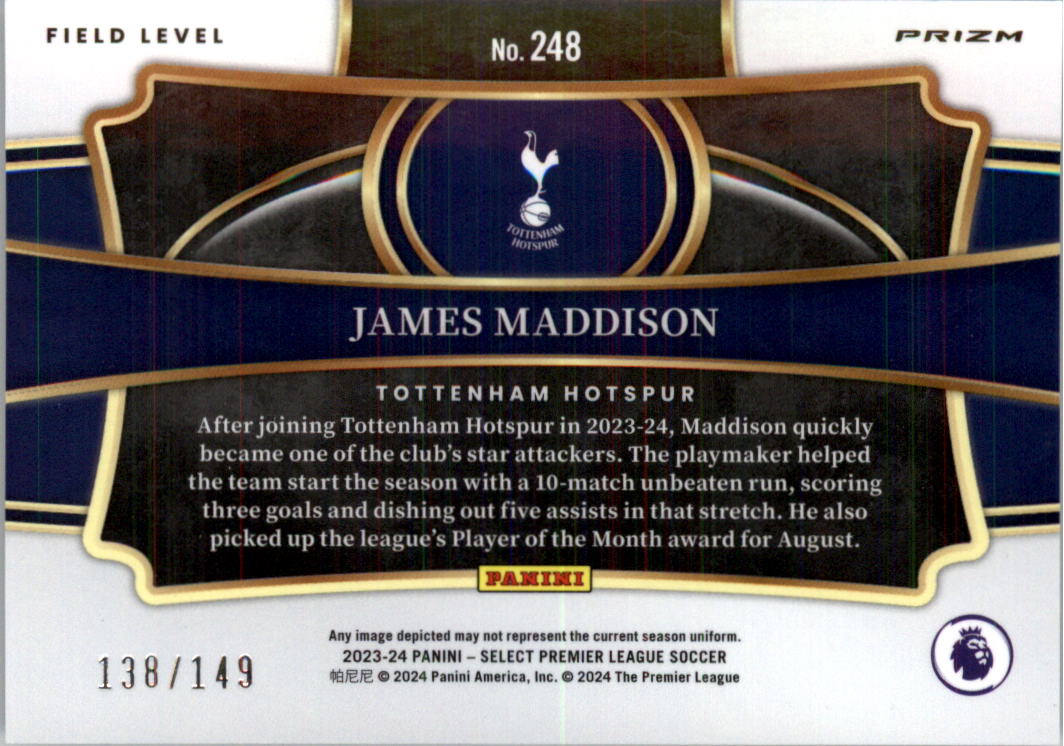 FIELD LEVEL
No. 248
PRIZM
TOTTENHAM
HOTSPUR
JAMES MADDISON
TOTTENHAM HOTSPUR
After joining Tottenham Hotspur in 2023-24, Maddison quickly
became one of the club's star attackers. The playmaker helped
the team start the season with a 10-match unbeaten run, scoring
three goals and dishing out five assists in that stretch. He also
picked up the league's Player of the Month award for August.
PANINI
Any image depicted may not represent the current season uniform.
2023-24 PANINI – SELECT PREMIER LEAGUE SOCCER
帕尼尼 © 2024 Panini America, Inc. © 2024 The Premier League
138/149